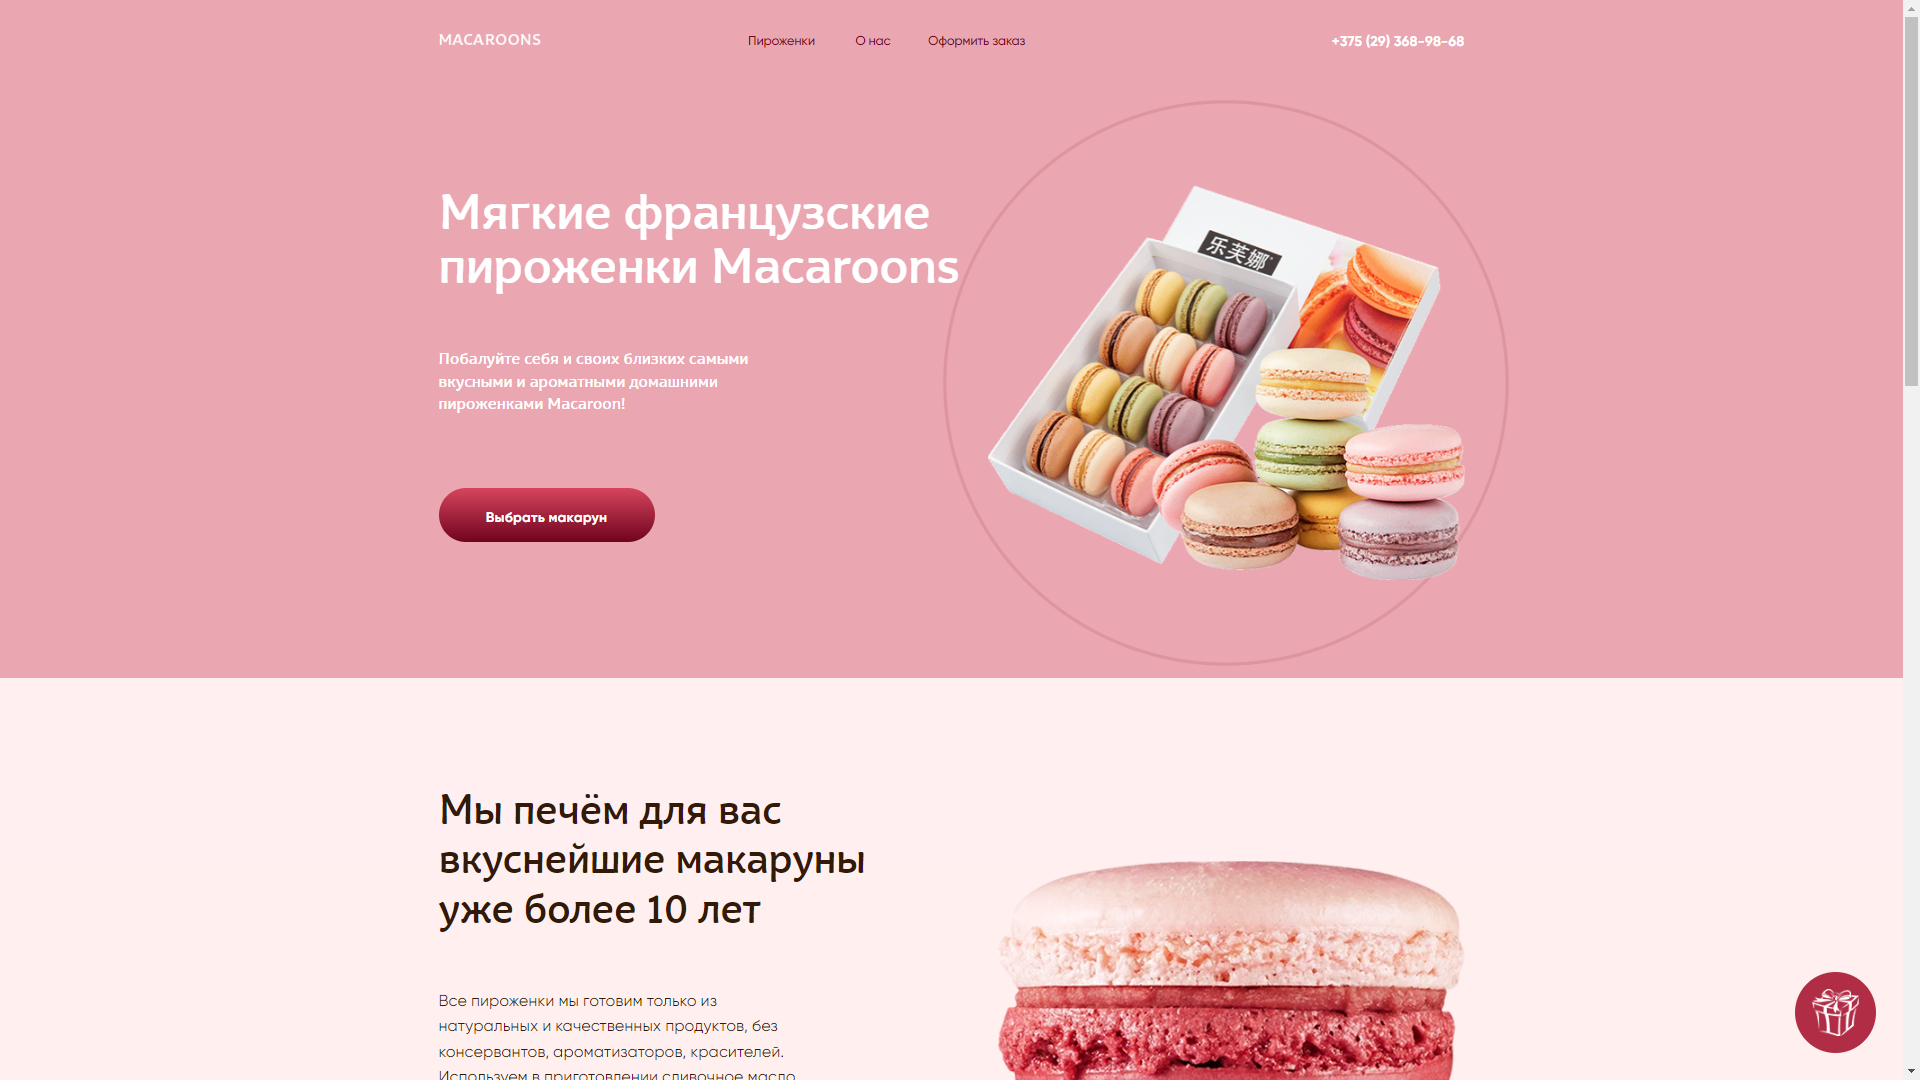 MACAROONS
Пироженки
О нас
Оформить заказ
+375 (29) 368-98-68
Мягкие французские
пироженки Macaroons
乐芙娜
Побалуйте себя и своих близких самыми
вкусными и ароматными домашними
пироженками Macaroon!
Выбрать макарун
Мы печём для вас
вкуснейшие макаруны
уже более 10 лет
Все пироженки мы готовим только из
натуральных и качественных продуктов, без
консервантов, ароматизаторов, красителей.
Используем в приготовлении сливочное масло